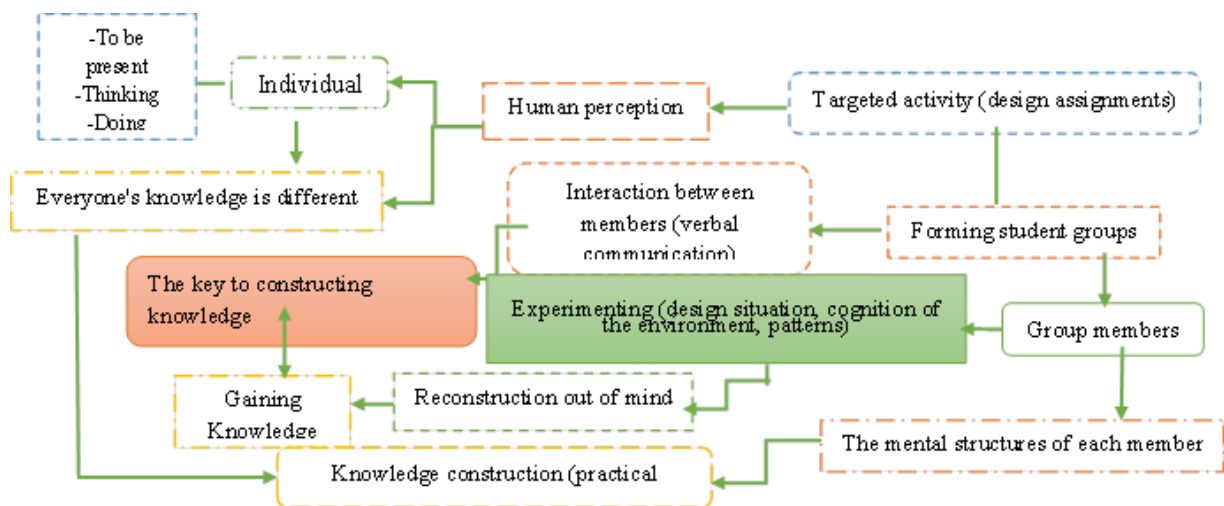 -To be
present
-Thinking
-Doing
Individual
Human perception
Targeted activity (design assignments)
Everyone's knowledge is different
Interaction between
members (verbal
communication)
Forming student groups
The key to constructing
knowledge
Experimenting (design situation, cognition of
the environment, patterns)
Group members
Gaining
Knowledge
Reconstruction out of mind
The mental structures of each member
Knowledge construction (practical